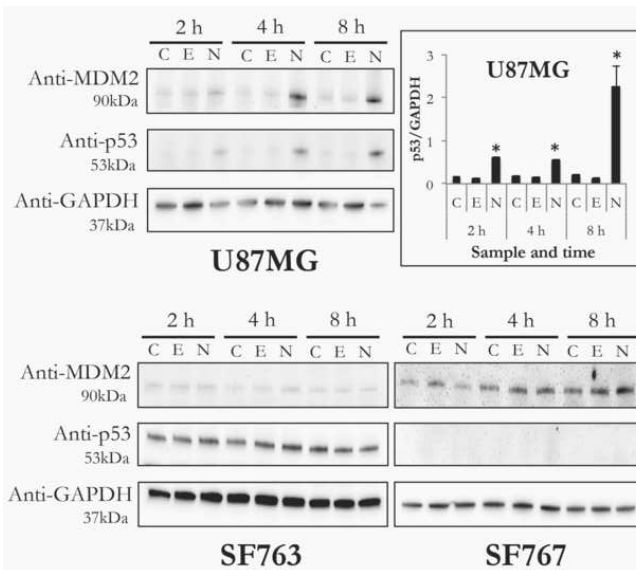 2 h 4 h 8 h
C E N C E N C E N
Anti-MDM2
90kDa
Anti-p53
53kDa
Anti-GAPDH
37kDa
U87MG
U87MG
p53/GAPDH
3
2
1
0
* * *
C E N C E N C E N
2 h 4 h 8 h
Sample and time
2 h 4 h 8 h 2 h 4 h 8 h
C E N C E N C E N C E N C E N C E N
Anti-MDM2
90kDa
Anti-p53
53kDa
Anti-GAPDH
37kDa
SF763 SF767